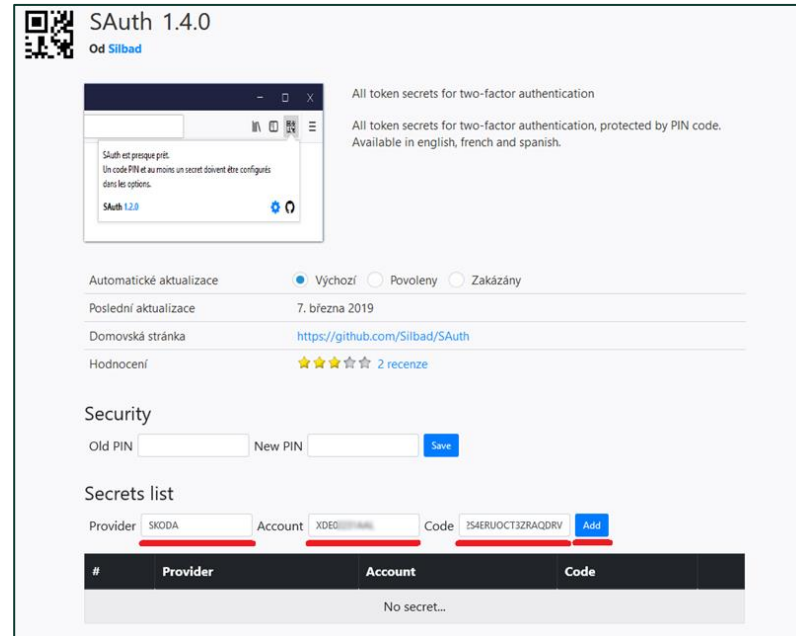 SAuth 1.4.0
Od Silbad
SAuth est presque prêt.
Un code PIN et au moins un secret doivent être configurés
dans les options.
SAuth 1.2.0
All token secrets for two-factor authentication
All token secrets for two-factor authentication, protected by PIN code.
Available in english, french and spanish.
Automatické aktualizace Výchozí Povoleny Zakázány
Poslední aktualizace 7. března 2019
Domovská stránka https://github.com/Silbad/SAuth
Hodnocení 2 recenze
Security
Old PIN New PIN Save
Secrets list
Provider SKODA Account Code Add
# Provider Account Code
No secret...